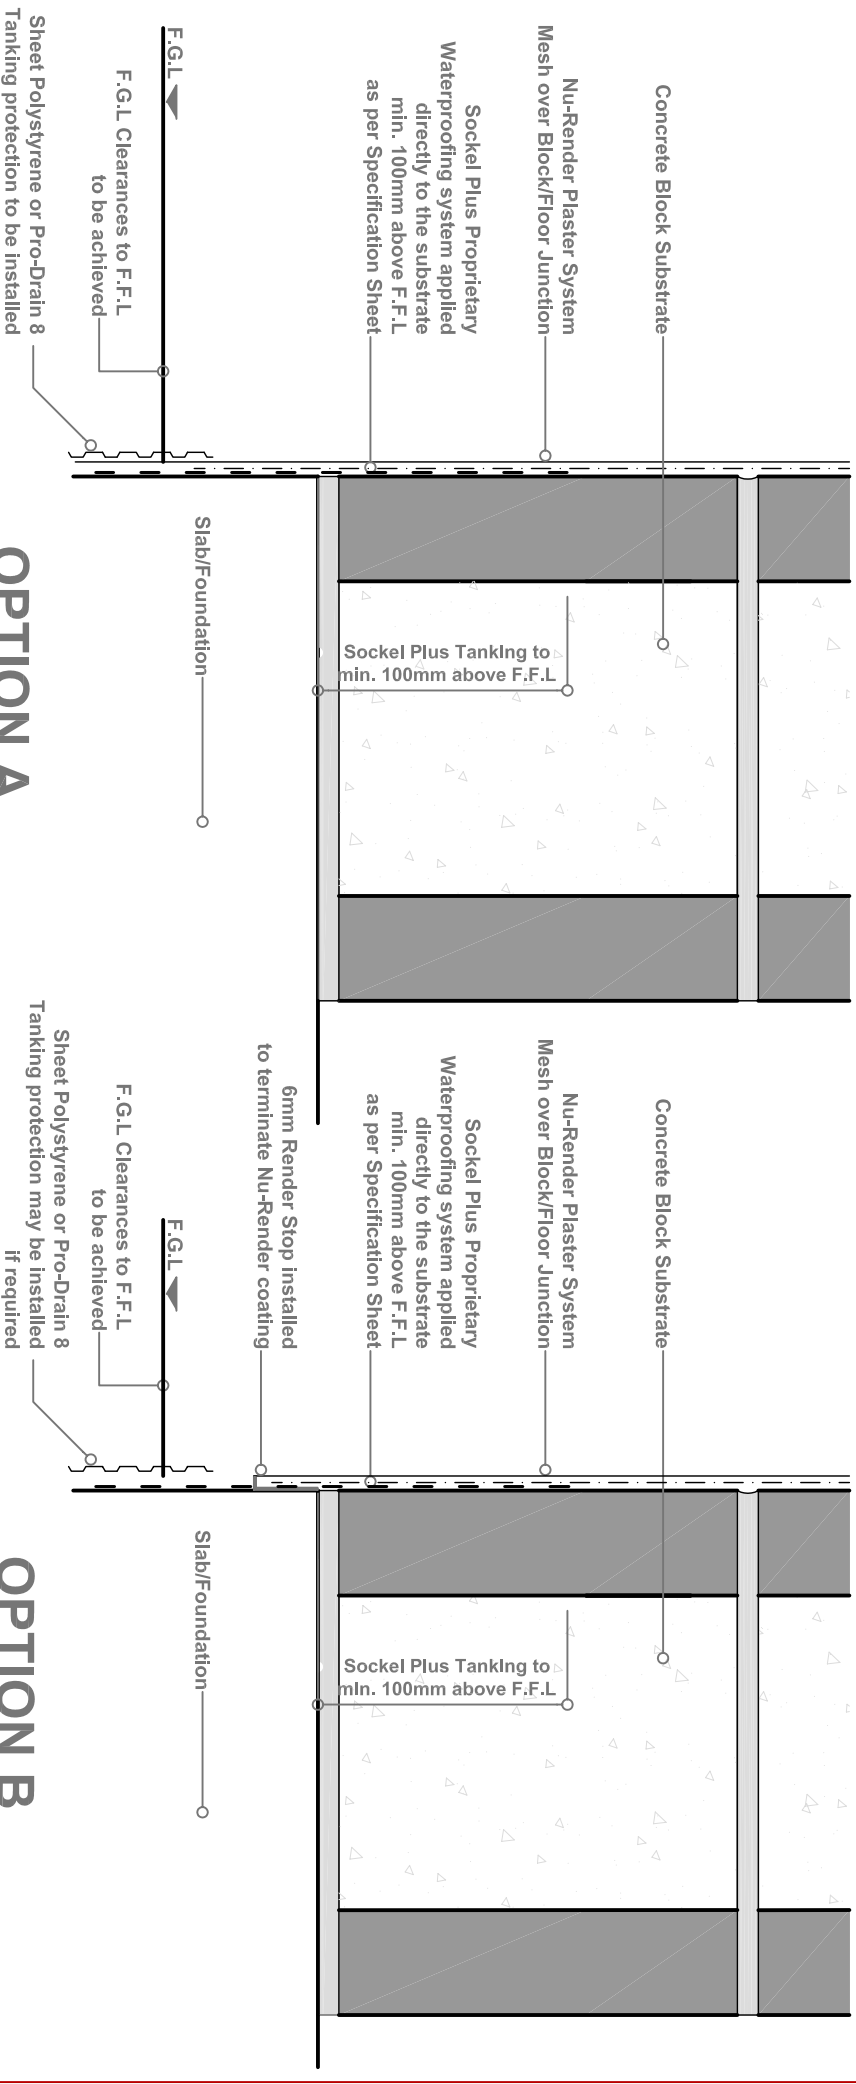 Concrete Block Substrate
Nu-Render Plaster System
Mesh over Block/Floor Junction
Sockel Plus Proprietary
Waterproofing system applied
directly to the substrate
min. 100mm above F.F.L
as per Specification Sheet
Sockel Plus Tanking to
min. 100mm above F.F.L
F.G.L
F.G.L Clearances to F.F.L
to be achieved
Sheet Polystyrene or Pro-Drain 8
Tanking protection to be installed
Slab/Foundation
OPTION A
Concrete Block Substrate
Nu-Render Plaster System
Mesh over Block/Floor Junction
Sockel Plus Proprietary
Waterproofing system applied
directly to the substrate
min. 100mm above F.F.L
as per Specification Sheet
Sockel Plus Tanking to
min. 100mm above F.F.L
6mm Render Stop installed
to terminate Nu-Render coating
F.G.L
F.G.L Clearances to F.F.L
to be achieved
Sheet Polystyrene or Pro-Drain 8
Tanking protection may be installed
if required
Slab/Foundation
OPTION B